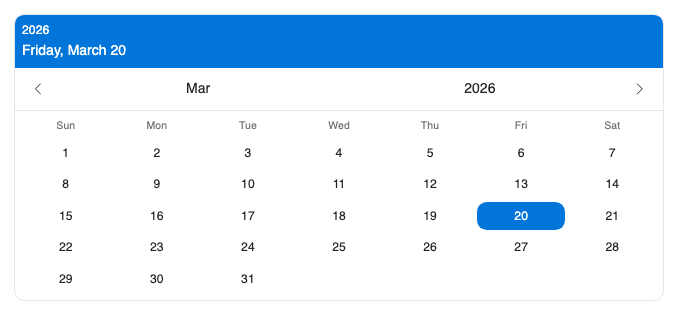 2026
Friday, March 20
Mar 2026
Sun Mon Tue Wed Thu Fri Sat
1 2 3 4 5 6 7
8 9 10 11 12 13 14
15 16 17 18 19 20 21
22 23 24 25 26 27 28
29 30 31